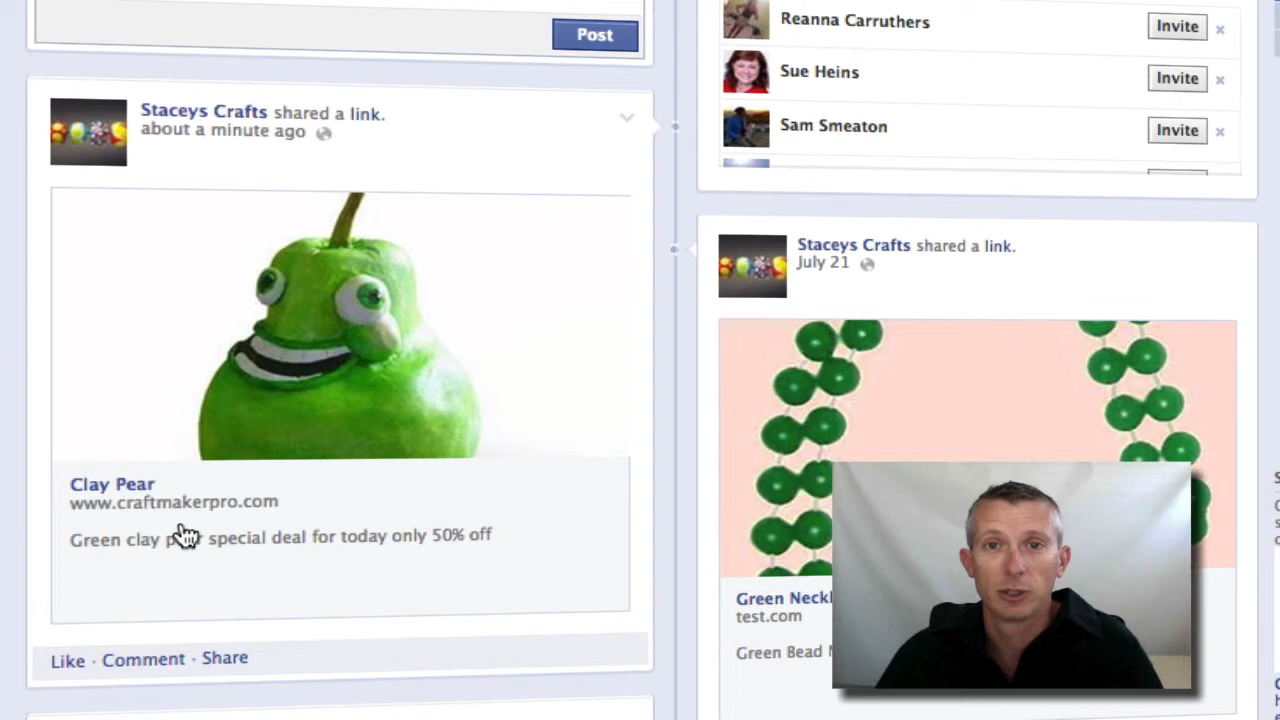 Post
Staceys Crafts shared a link.
about a minute ago
Clay Pear
www.craftmakerpro.com
Green clay special deal for today only 50% off
Like · Comment · Share
Reanna Carruthers
Invite
×
Sue Heins
Invite
×
Sam Smeaton
Invite
×
Staceys Crafts shared a link.
July 21
test.com
Green Bead